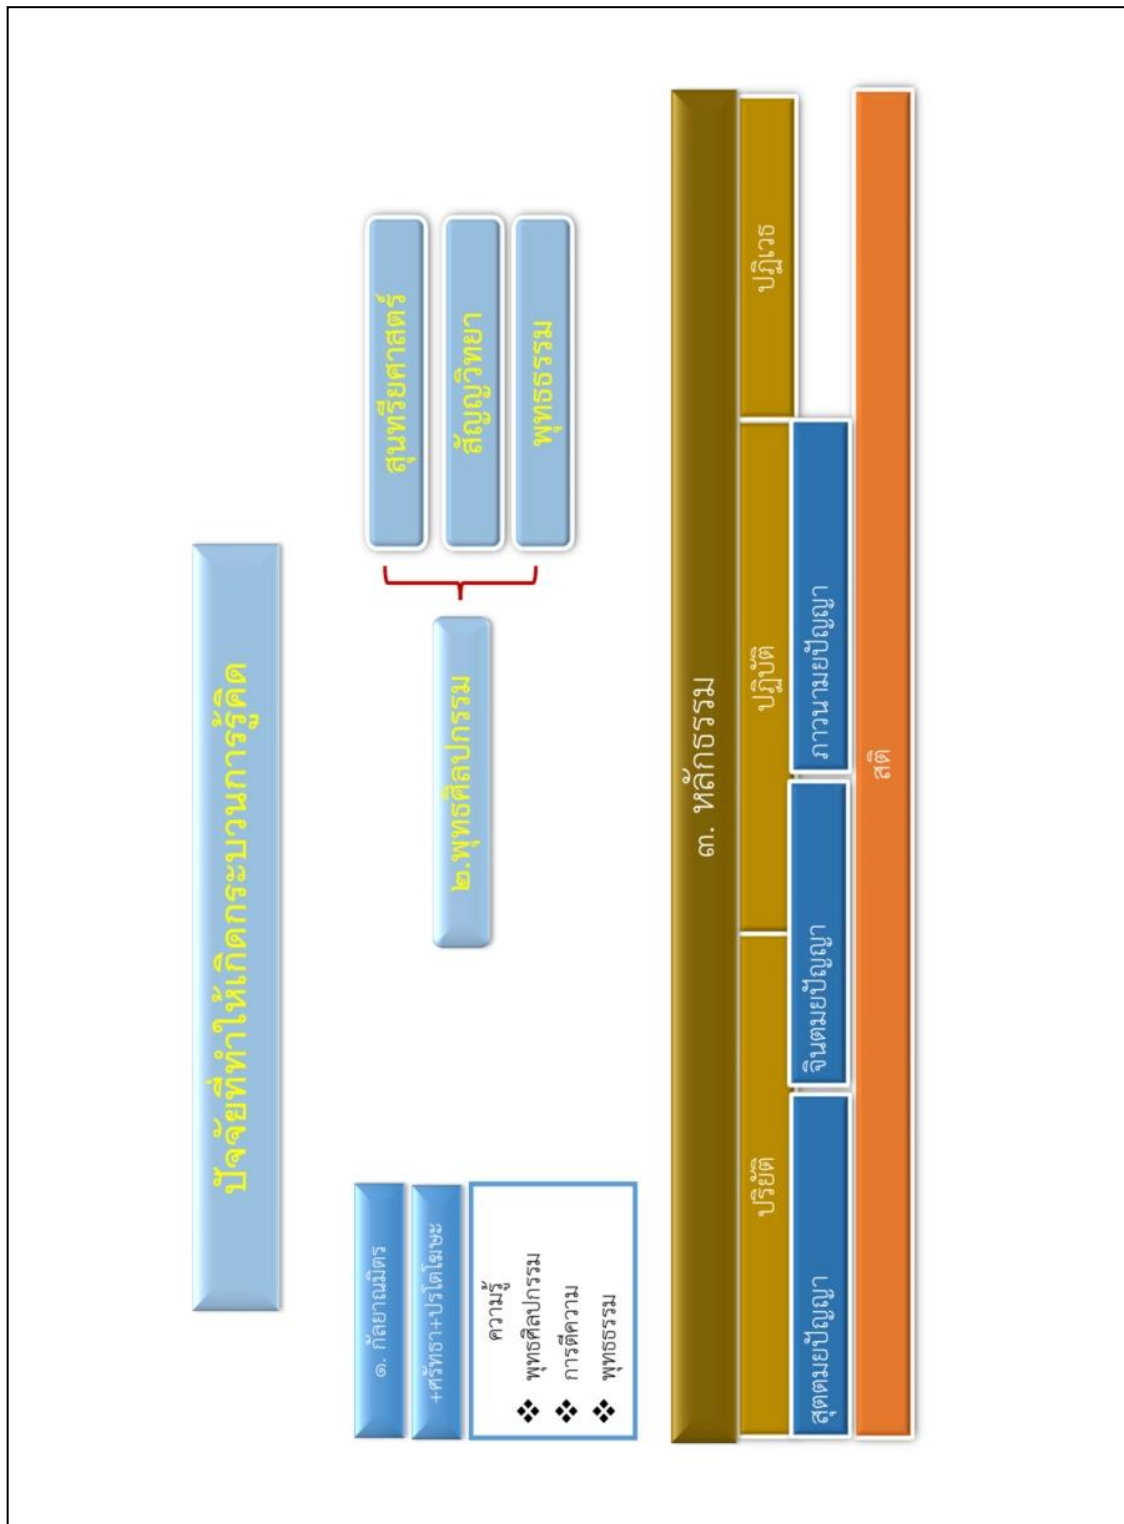 ปัจจัยที่ทำให้เกิดกระบวนการรู้คิด
๑. กัลยาณมิตร
+ศรัทธา+ปรโตโฆษะ
ความรู้
❖ พุทธศิลปกรรม
❖ การตีความ
❖ พุทธธรรม
๒.พุทธศิลปกรรม
สุนทรียศาสตร์
สัญญวิทยา
พุทธธรรม
๓. หลักธรรม
ปริยัติ
ปฏิบัติ
ปฏิเวธ
สุตตมยปัญญา
จินตมยปัญญา
ภาวนามยปัญญา
สติ